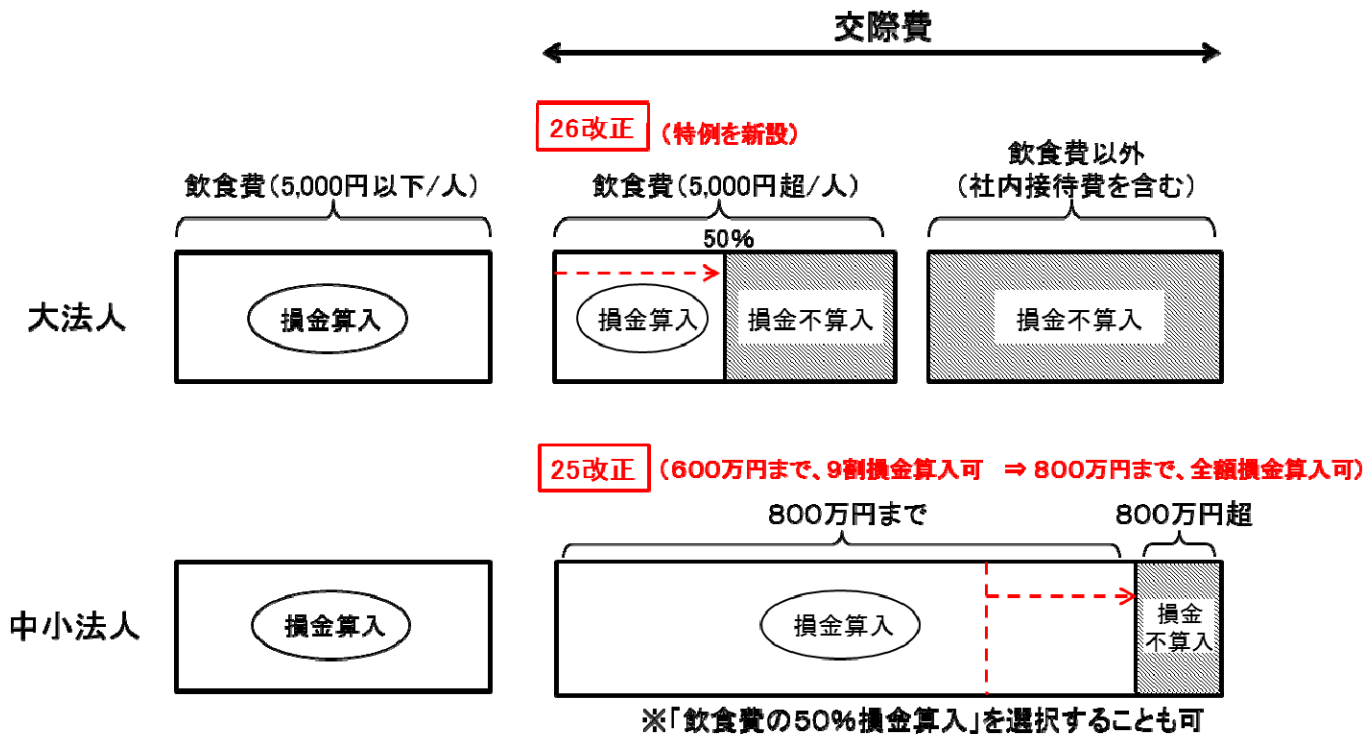 交際費
26改正 (特例を新設)
飲食費(5,000円以下/人)
飲食費(5,000円超/人)
飲食費以外
(社内接待費を含む)
50%
大法人
損金算入
損金算入
損金不算入
損金不算入
25改正 (600万円まで、9割損金算入可 ⇒ 800万円まで、全額損金算入可)
800万円まで
800万円超
中小法人
損金算入
損金算入
損金
不算入
※「飲食費の50%損金算入」を選択することも可